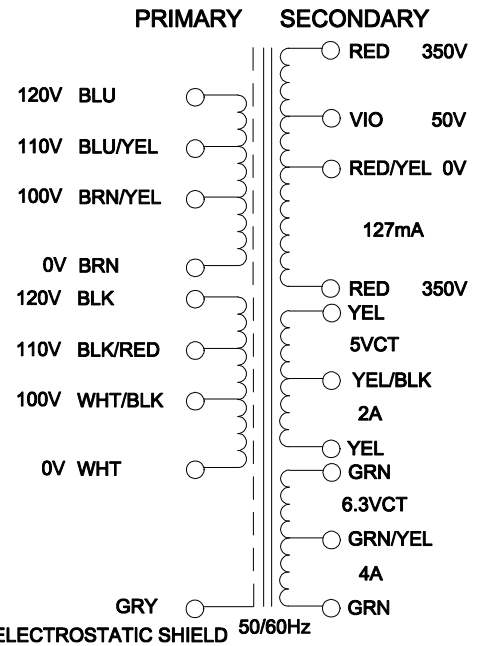 PRIMARY SECONDARY
RED 350V
120V BLU
VIO 50V
110V BLU/YEL
RED/YEL 0V
100V BRN/YEL
127mA
0V BRN
RED 350V
120V BLK
YEL
5VCT
110V BLK/RED
YEL/BLK
100V WHT/BLK
2A
YEL
0V WHT
GRN
6.3VCT
GRN/YEL
4A
GRY
GRN
ELECTROSTATIC SHIELD 50/60Hz